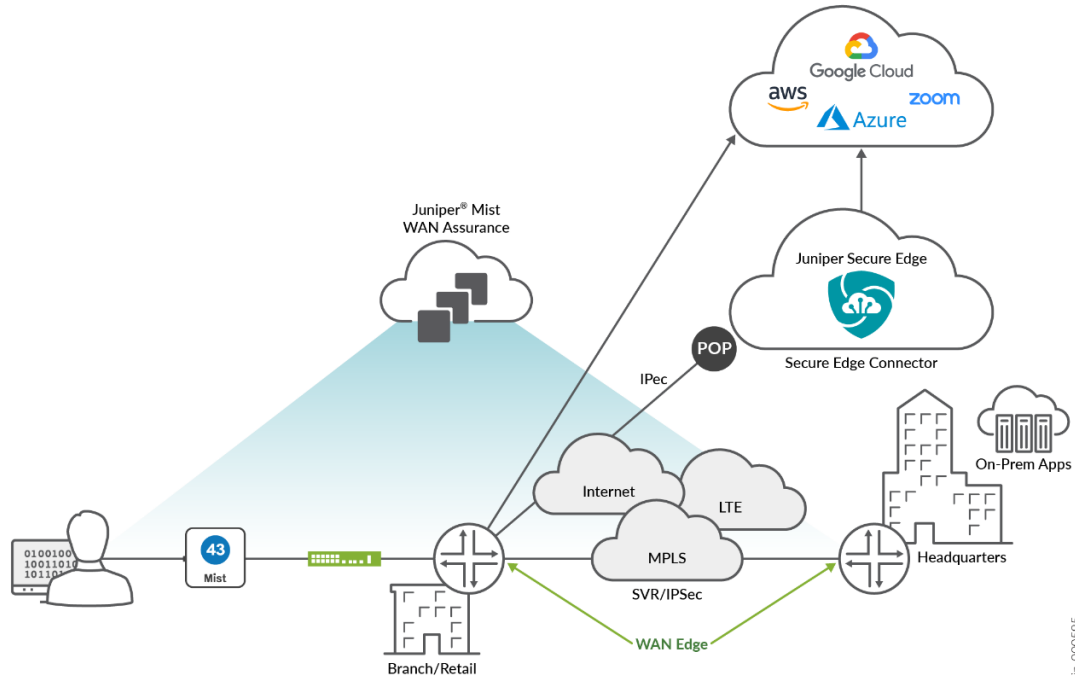 Google Cloud
aws
zoom
Azure
Juniper® Mist
WAN Assurance
Juniper Secure Edge
POP
Secure Edge Connector
IPec
On-Prem Apps
Internet
LTE
43
Mist
MPLS
Headquarters
SVR/IPSec
WAN Edge
Branch/Retail
0100100
10011010
10110